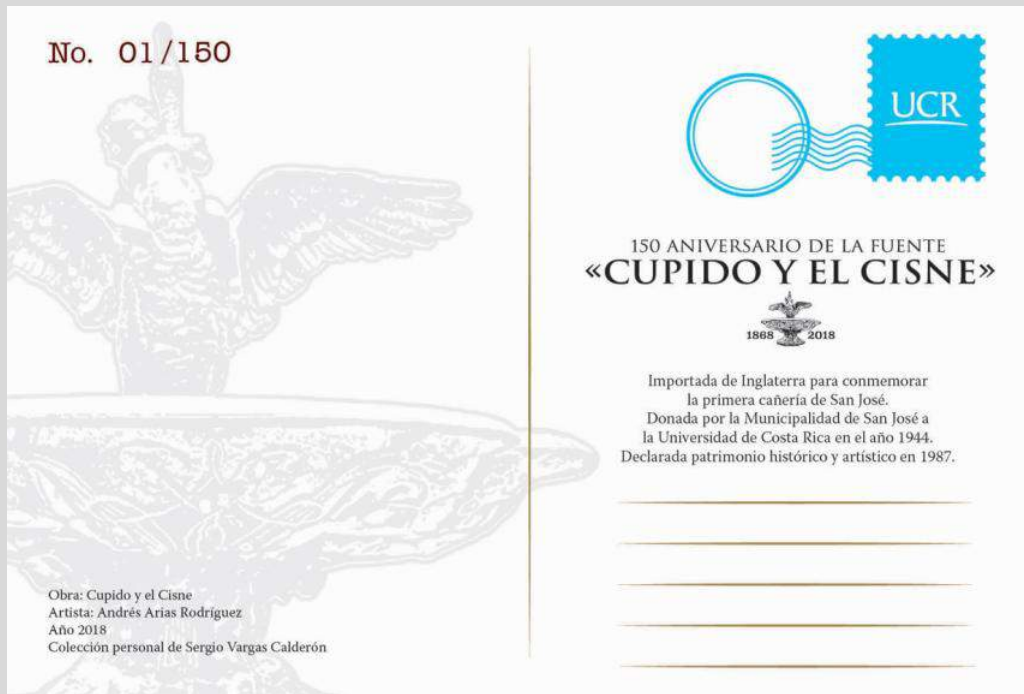 No. 01/150
UCR
150 ANIVERSARIO DE LA FUENTE
«CUPIDO Y EL CISNE»
1868 2018
Importada de Inglaterra para conmemorar
la primera cañería de San José.
Donada por la Municipalidad de San José a
la Universidad de Costa Rica en el año 1944.
Declarada patrimonio histórico y artístico en 1987.
Obra: Cupido y el Cisne
Artista: Andrés Arias Rodríguez
Año 2018
Colección personal de Sergio Vargas Calderón